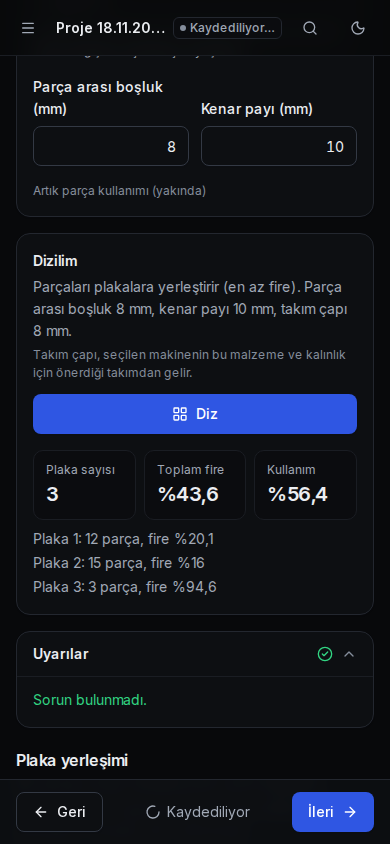 Proje 18.11.20…
Kaydediliyor…
Parça arası boşluk
(mm)
Kenar payı (mm)
8
10
Artık parça kullanımı (yakında)
Dizilim
Parçaları plakalara yerleştirir (en az fire). Parça
arası boşluk 8 mm, kenar payı 10 mm, takım çapı
8 mm.
Takım çapı, seçilen makinenin bu malzeme ve kalınlık
için önerdiği takımdan gelir.
Diz
Plaka sayısı
3
Toplam fire
%43,6
Kullanım
%56,4
Plaka 1: 12 parça, fire %20,1
Plaka 2: 15 parça, fire %16
Plaka 3: 3 parça, fire %94,6
Uyarılar
Sorun bulunmadı.
Plaka yerleşimi
Geri
Kaydediliyor
İleri